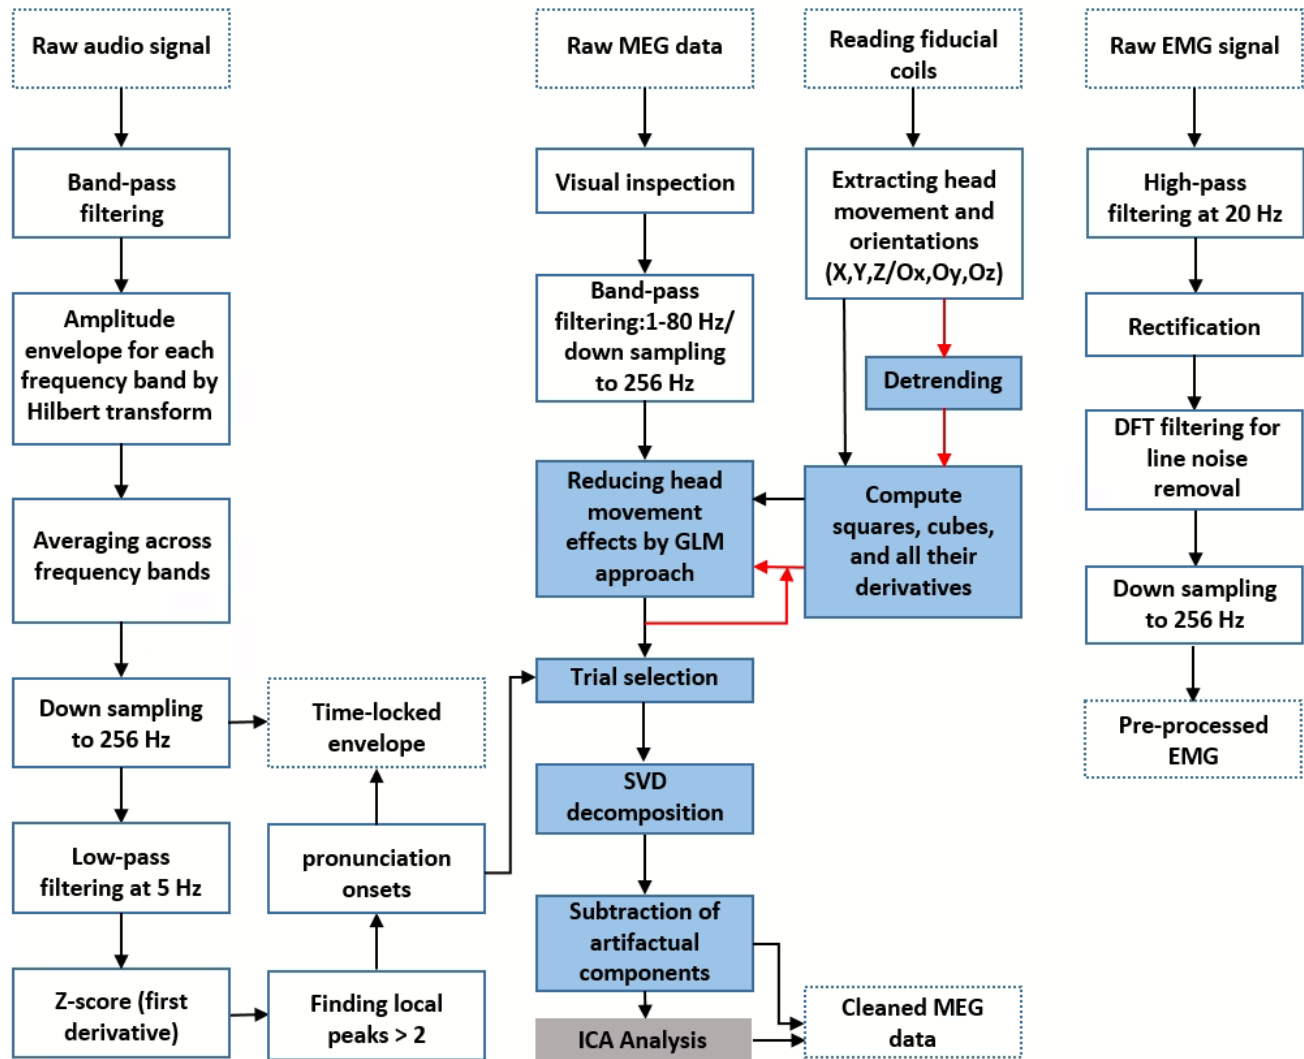 Raw audio signal
Band-pass
filtering
Amplitude
envelope for each
frequency band by
Hilbert transform
Averaging across
frequency bands
Down sampling
to 256 Hz
Low-pass
filtering at 5 Hz
Z-score (first
derivative)
Finding local
peaks > 2
pronunciation
onsets
Time-locked
envelope
Raw MEG data
Visual inspection
Band-pass
filtering:1-80 Hz/
down sampling
to 256 Hz
Reducing head
movement
effects by GLM
approach
Trial selection
SVD
decomposition
Subtraction of
artifactual
components
ICA Analysis
Cleaned MEG
data
Reading fiducial
coils
Extracting head
movement and
orientations
(X,Y,Z/Ox,Oy,Oz)
Detrending
Compute
squares, cubes,
and all their
derivatives
Raw EMG signal
High-pass
filtering at 20 Hz
Rectification
DFT filtering for
line noise
removal
Down sampling
to 256 Hz
Pre-processed
EMG